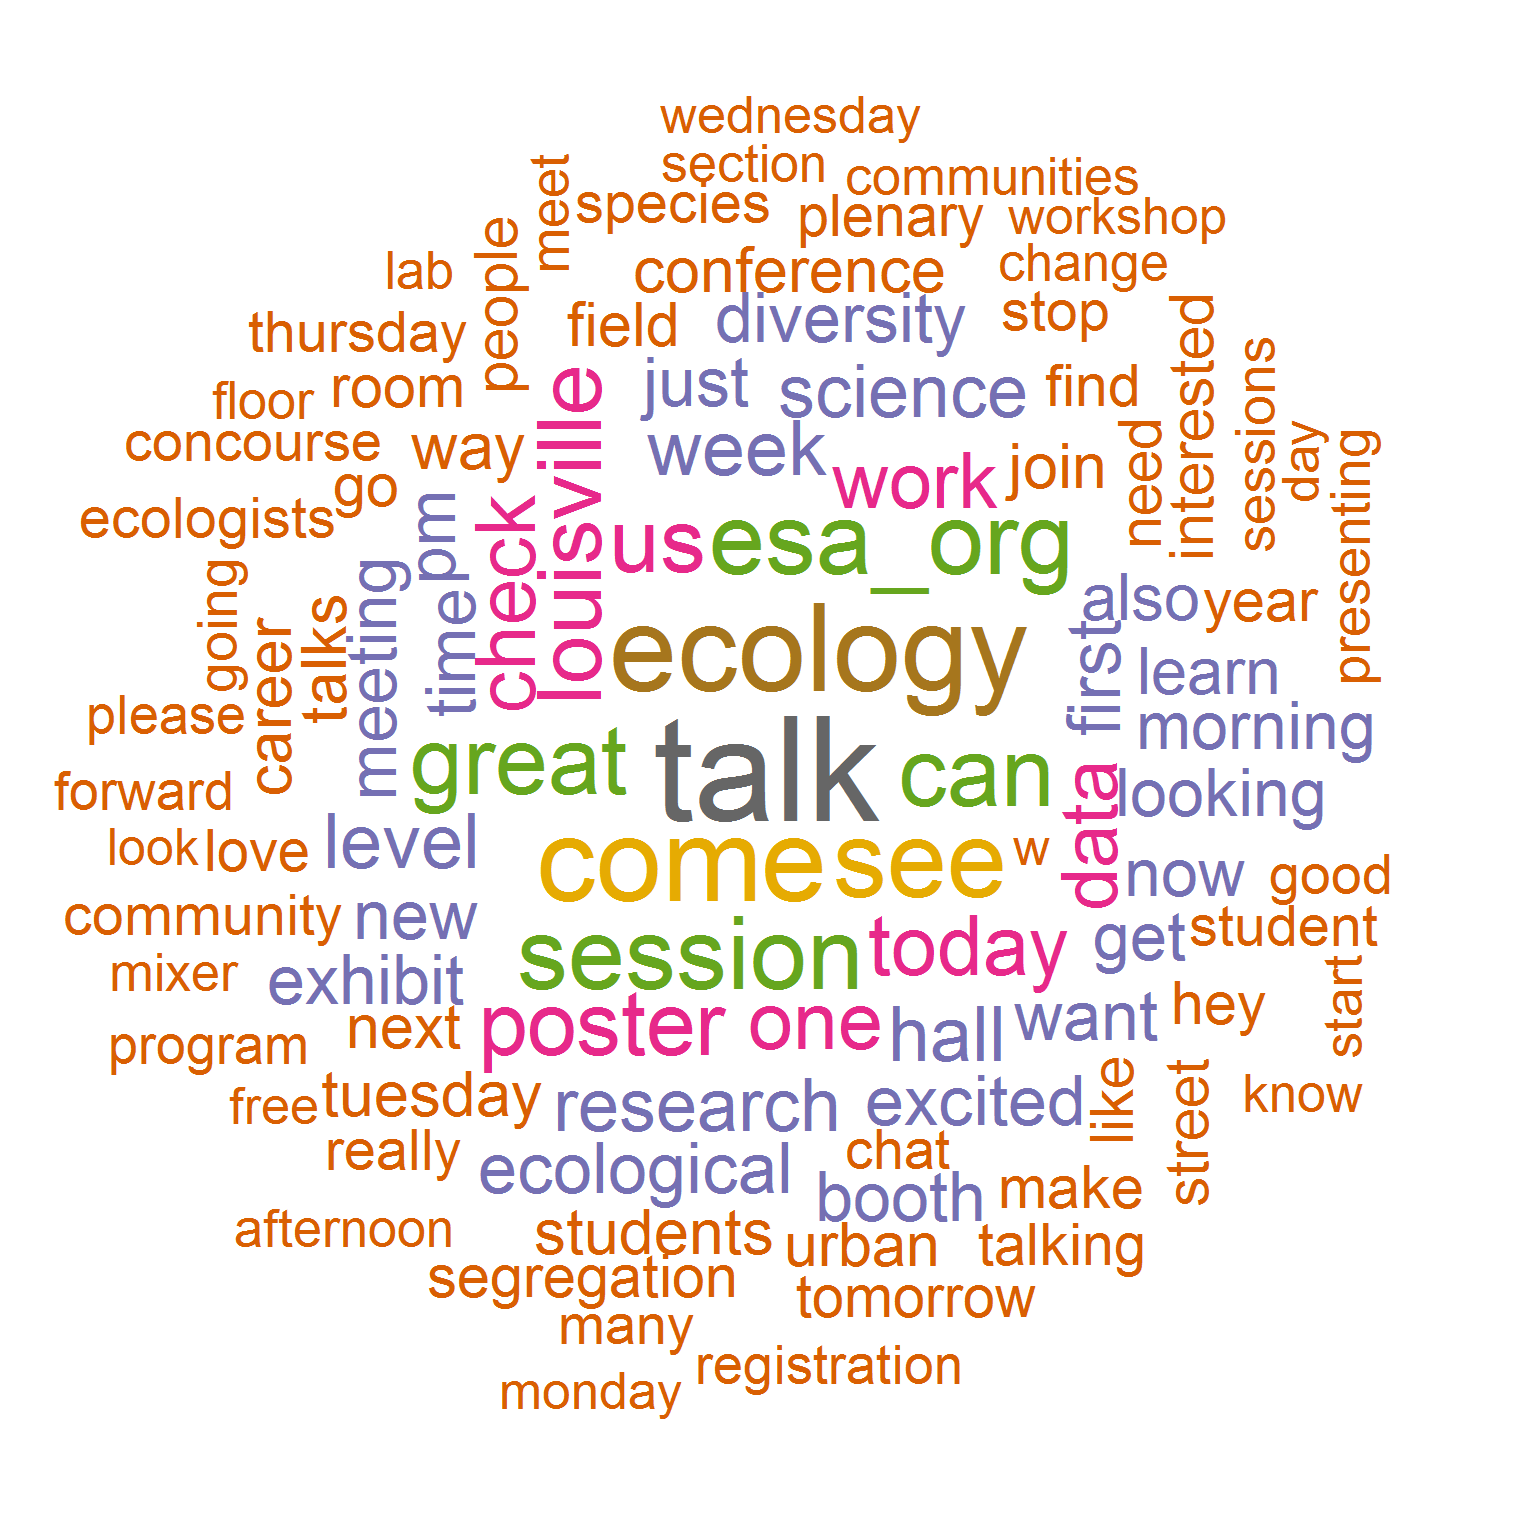 wednesday
section
communities
meet
species
plenary
workshop
people
lab
conference
change
thursday
field
diversity
stop
interested
floor
room
louisville
just
science
find
sessions
concourse
way
week
work
join
need
day
presenting
ecologists
go
pm
check
us
esa_org
going
career
talks
meeting
time
ecology
also
year
first
learn
please
great
talk
can
data
morning
forward
looking
look
love
level
come
see
w
now
good
community
new
session
today
get
student
mixer
exhibit
poster
one
hall
want
hey
start
program
next
free
tuesday
research
excited
like
street
know
really
ecological
chat
booth
make
afternoon
students
urban
talking
segregation
tomorrow
many
registration
monday